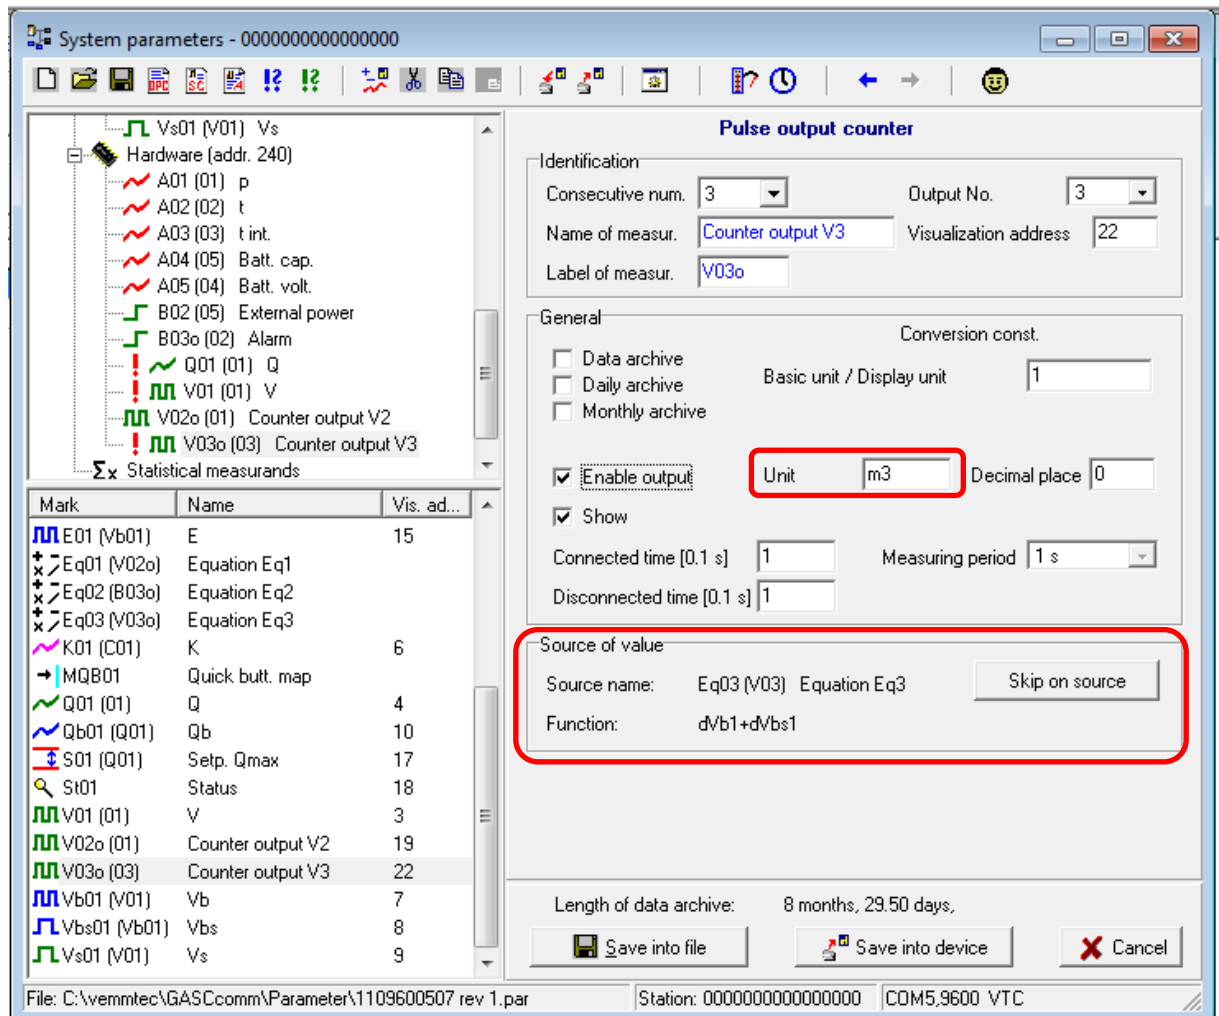 System parameters - 0000000000000000
Vs01 (V01) Vs
Hardware (addr. 240)
A01 (01) p
A02 (02) t
A03 (03) t int.
A04 (05) Batt. cap.
A05 (04) Batt. volt.
B02 (05) External power
B03o (02) Alarm
Q01 (01) Q
V01 (01) V
V02o (01) Counter output V2
V03o (03) Counter output V3
Statistical measurands
Mark Name Vis. ad...
E01 (Vb01) E 15
Eq01 (V02o) Equation Eq1
Eq02 (B03o) Equation Eq2
Eq03 (V03o) Equation Eq3
K01 (C01) K 6
MQB01 Quick butt. map
Q01 (01) Q 4
Qb01 (Q01) Qb 10
S01 (Q01) Setp. Qmax 17
St01 Status 18
V01 (01) V 3
V02o (01) Counter output V2 19
V03o (03) Counter output V3 22
Vb01 (V01) Vb 7
Vbs01 (Vb01) Vbs 8
Vs01 (V01) Vs 9
Pulse output counter
Identification
Consecutive num. 3 Output No. 3
Name of measur. Counter output V3 Visualization address 22
Label of measur. V03o
General
Conversion const.
Data archive
Daily archive Basic unit / Display unit 1
Monthly archive
Enable output Unit m3 Decimal place 0
Show
Connected time [0.1 s] 1 Measuring period 1 s
Disconnected time [0.1 s] 1
Source of value
Source name: Eq03 (V03) Equation Eq3 Skip on source
Function: dVb1+dVbs1
Length of data archive: 8 months, 29.50 days,
Save into file Save into device Cancel
File: C:\vemmtec\GASCcomm\Parameter\1109600507 rev 1.par Station: 0000000000000000 COM5,9600 VTC